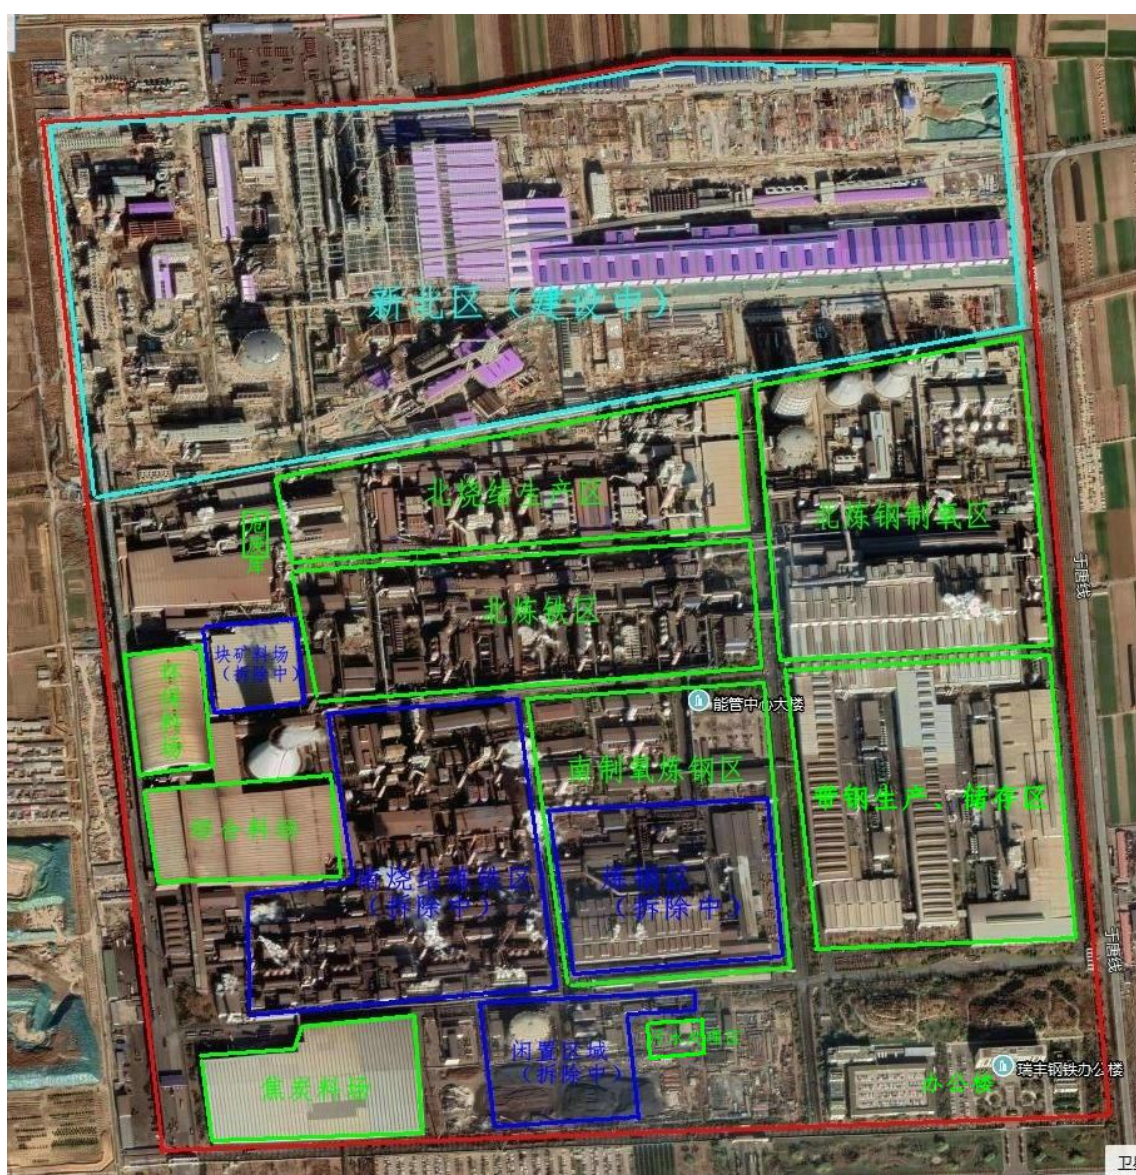 新北区（建设中）
北烧结生产区
北炼钢制氧区
于唐线
北炼铁区
块矿料场
（拆除中）
能管中心大楼
南制氧炼钢区
带钢生产、储存区
综合料场
南烧结南铁区
（拆除中）
炼钢区
（拆除中）
于唐线
闲置区域
（拆除中）
焦炭料场
办公楼
瑞丰钢铁办公楼